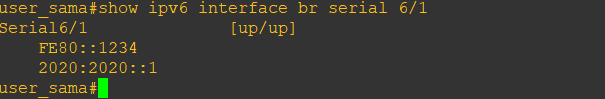 user_sama#show ipv6 interface br serial 6/1
Serial6/1 [up/up]
FE80::1234
2020:2020::1
user_sama#